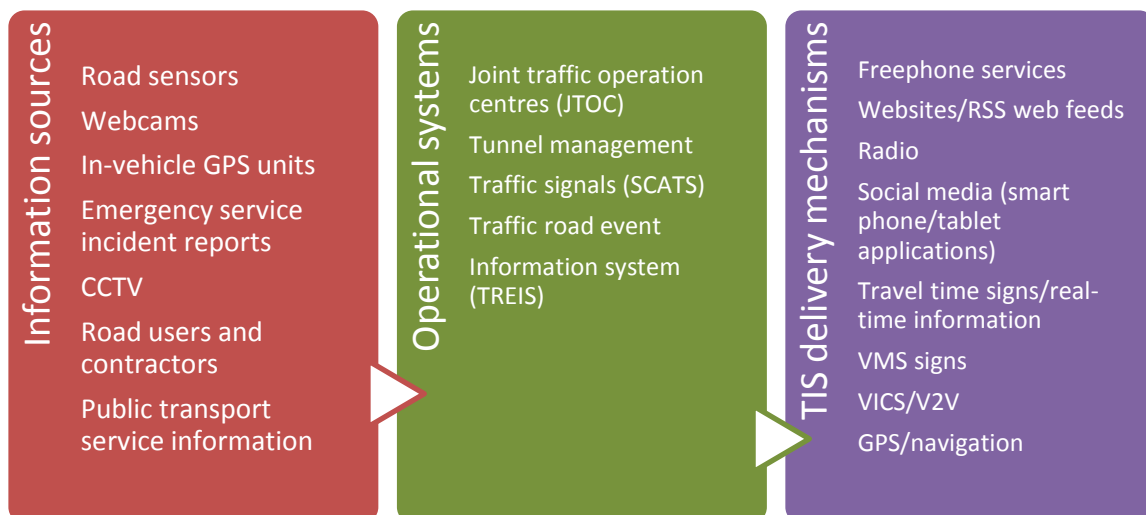 Information sources
Road sensors
Webcams
In-vehicle GPS units
Emergency service
incident reports
CCTV
Road users and
contractors
Public transport
service information
Operational systems
Joint traffic operation
centres (JTOC)
Tunnel management
Traffic signals (SCATS)
Traffic road event
Information system
(TREIS)
TIS delivery mechanisms
Freephone services
Websites/RSS web feeds
Radio
Social media (smart
phone/tablet
applications)
Travel time signs/real-
time information
VMS signs
VICS/V2V
GPS/navigation